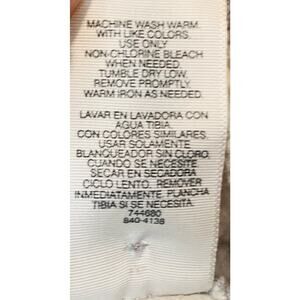 MACHINE WASH WARM,
WITH LIKE COLORS.
USE ONLY
NON-CHLORINE BLEACH
WHEN NEEDED.
TUMBLE DRY LOW.
REMOVE PROMPTLY.
WARM IRON AS NEEDED.
LAVAR EN LAVADORA CON
AGUA TIBIA.
CON COLORES SIMILARES.
USAR SOLAMENTE
BLANQUEADOR SIN CLORO.
CUANDO SE NECESITE
SECAR EN SECADORA
CICLO LENTO. REMOVER
INMEDIATAMENTE. PLANCHA
TIBIA SI SE NECESITA.
744680
840-4138